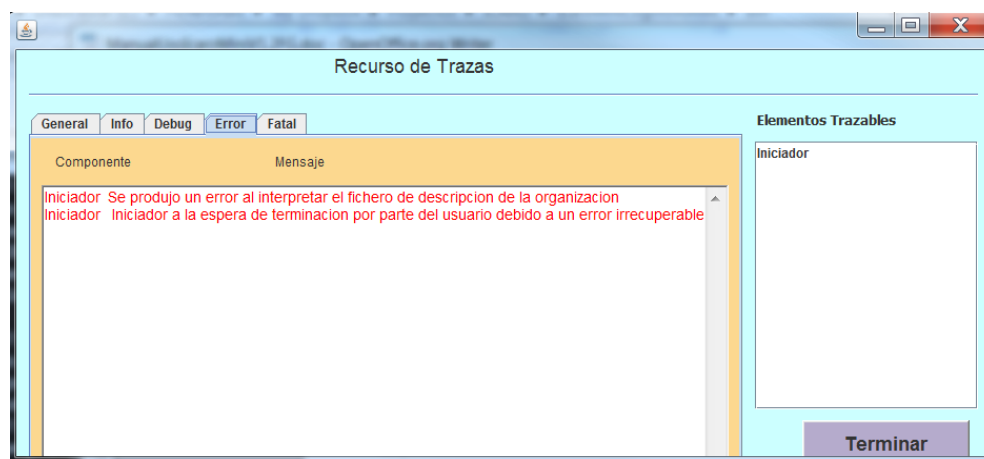 Recurso de Trazas
General Info Debug Error Fatal
Elementos Trazables
Componente Mensaje
Iniciador
Iniciador Se produjo un error al interpretar el fichero de descripcion de la organizacion
Iniciador Iniciador a la espera de terminacion por parte del usuario debido a un error irrecuperable
Terminar